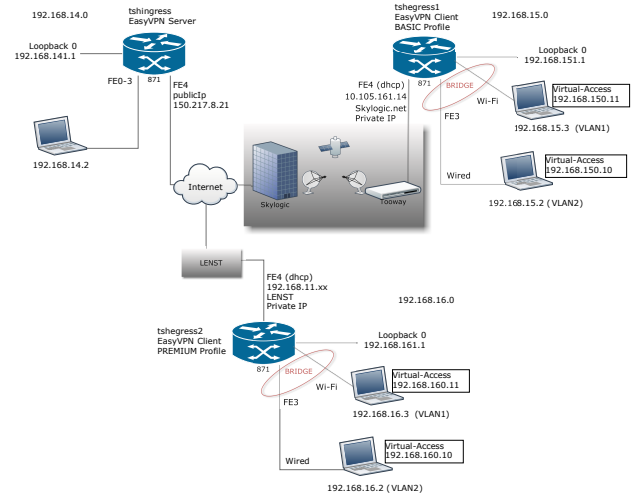 192.168.14.0
tshingress
EasyVPN Server
Loopback 0
192.168.141.1
FE0-3
871
FE4
publicIp
150.217.8.21
192.168.14.2
Internet
tshegress1
EasyVPN Client
BASIC Profile
192.168.15.0
Loopback 0
192.168.151.1
871
FE4 (dhcp)
10.105.161.14
Skylogic.net
Private IP
BRIDGE
Wi-Fi
FE3
Virtual-Access
192.168.150.11
192.168.15.3 (VLAN1)
Wired
Virtual-Access
192.168.150.10
192.168.15.2 (VLAN2)
Skylogic
Tooway
LENST
FE4 (dhcp)
192.168.11.xx
LENST
Private IP
192.168.16.0
tshegress2
EasyVPN Client
PREMIUM Profile
871
Loopback 0
192.168.161.1
BRIDGE
Wi-Fi
FE3
Virtual-Access
192.168.160.11
192.168.16.3 (VLAN1)
Wired
Virtual-Access
192.168.160.10
192.168.16.2 (VLAN2)